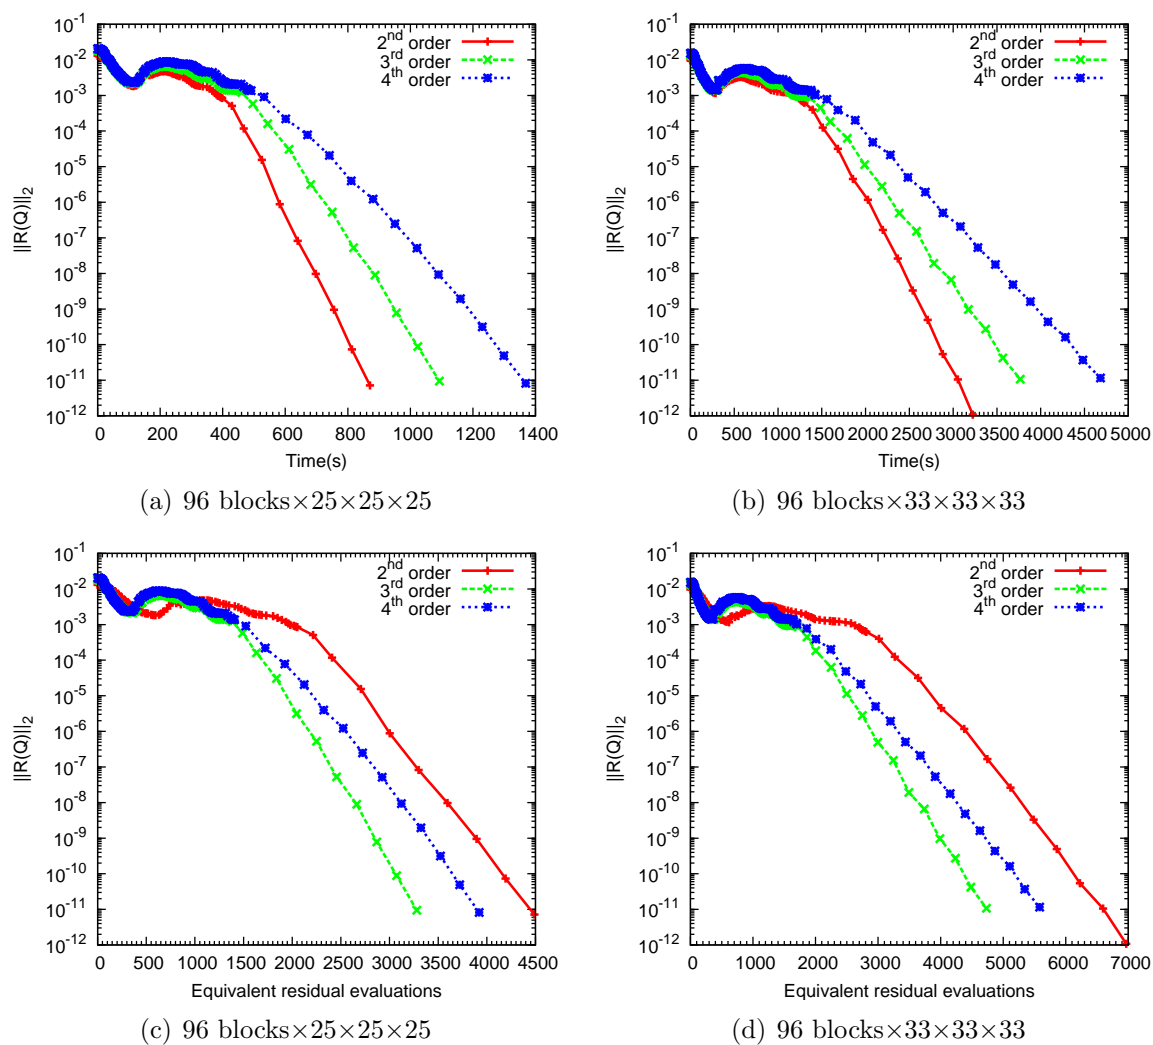 10^-1
10^-2
10^-3
10^-4
10^-5
10^-6
10^-7
10^-8
10^-9
10^-10
10^-11
10^-12
||R(Q)||_2
2^nd order
3^rd order
4^th order
0 200 400 600 800 1000 1200 1400
Time(s)
(a) 96 blocks×25×25×25
10^-1
10^-2
10^-3
10^-4
10^-5
10^-6
10^-7
10^-8
10^-9
10^-10
10^-11
10^-12
||R(Q)||_2
2^nd order
3^rd order
4^th order
0 500 1000 1500 2000 2500 3000 3500 4000 4500 5000
Time(s)
(b) 96 blocks×33×33×33
10^-1
10^-2
10^-3
10^-4
10^-5
10^-6
10^-7
10^-8
10^-9
10^-10
10^-11
10^-12
||R(Q)||_2
2^nd order
3^rd order
4^th order
0 500 1000 1500 2000 2500 3000 3500 4000 4500
Equivalent residual evaluations
(c) 96 blocks×25×25×25
10^-1
10^-2
10^-3
10^-4
10^-5
10^-6
10^-7
10^-8
10^-9
10^-10
10^-11
10^-12
||R(Q)||_2
2^nd order
3^rd order
4^th order
0 1000 2000 3000 4000 5000 6000 7000
Equivalent residual evaluations
(d) 96 blocks×33×33×33